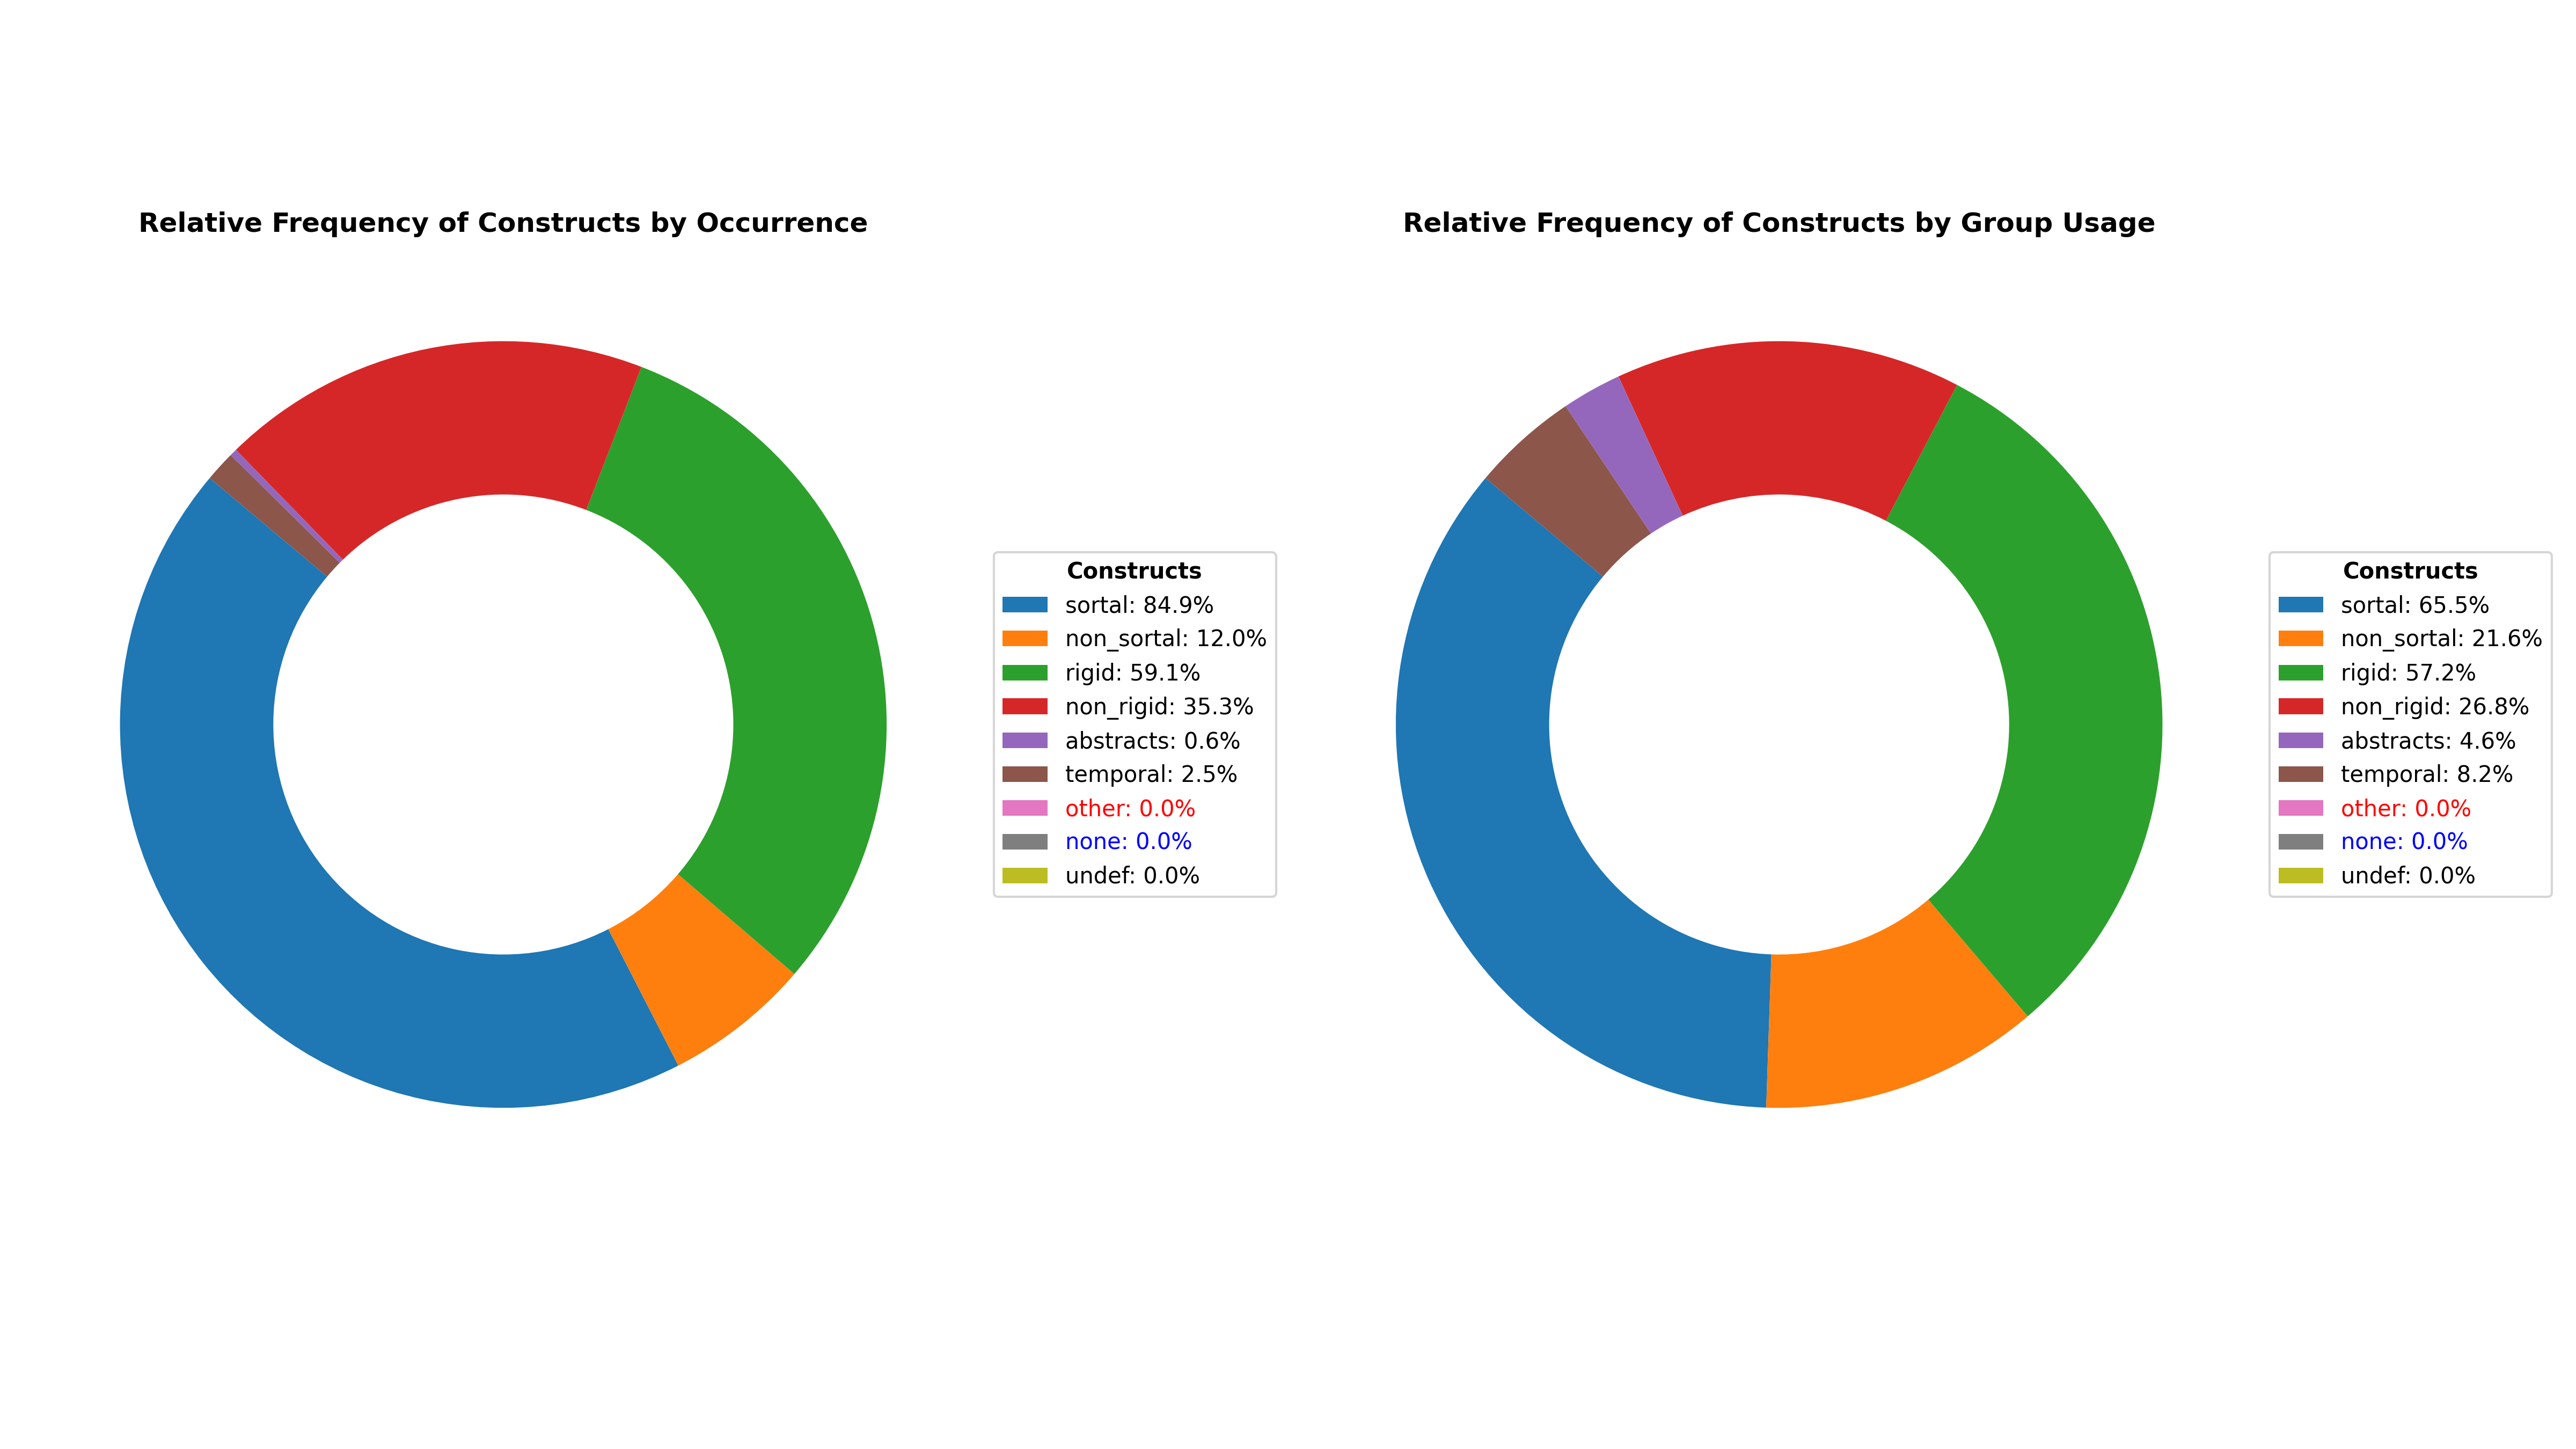 Relative Frequency of Constructs by Occurrence
Constructs
sortal: 84.9%
non_sortal: 12.0%
rigid: 59.1%
non_rigid: 35.3%
abstracts: 0.6%
temporal: 2.5%
other: 0.0%
none: 0.0%
undef: 0.0%
Relative Frequency of Constructs by Group Usage
Constructs
sortal: 65.5%
non_sortal: 21.6%
rigid: 57.2%
non_rigid: 26.8%
abstracts: 4.6%
temporal: 8.2%
other: 0.0%
none: 0.0%
undef: 0.0%